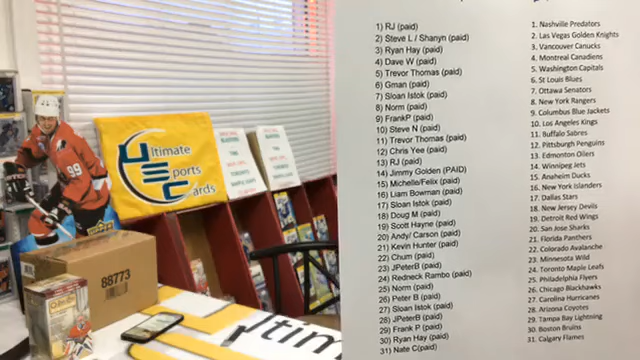 99
Ultimate
Sports
Cards
88773
ltim
1) RJ (paid)
2) Steve L / Shanyn (paid)
3) Ryan Hay (paid)
4) Dave W (paid)
5) Trevor Thomas (paid)
6) Gman (paid)
7) Sloan Istok (paid)
8) Norm (paid)
9) FrankP (paid)
10) Steve N (paid)
11) Trevor Thomas (paid)
12) Chris Yee (paid)
13) RJ (paid)
14) Jimmy Golden (PAID)
15) Michelle/Felix (paid)
16) Liam Bowman (paid)
17) Sloan Istok (paid)
18) Doug M (paid)
19) Scott Hayne (paid)
20) Andy/ Carson (paid)
21) Kevin Hunter (paid)
22) Chum (paid)
23) JPeterB (paid)
24) Redneck Rambo (paid)
25) Norm (paid)
26) Peter B (paid)
27) Sloan Istok (paid)
28) JPeterB (paid)
29) Frank P (paid)
30) Ryan Hay (paid)
31) Nate C(paid)
1. Nashville Predators
2. Las Vegas Golden Knights
3. Vancouver Canucks
4. Montreal Canadiens
5. Washington Capitals
6. St Louis Blues
7. Ottawa Senators
8. New York Rangers
9. Columbus Blue Jackets
10. Los Angeles Kings
11. Buffalo Sabres
12. Pittsburgh Penguins
13. Edmonton Oilers
14. Winnipeg Jets
15. Anaheim Ducks
16. New York Islanders
17. Dallas Stars
18. New Jersey Devils
19. Detroit Red Wings
20. San Jose Sharks
21. Florida Panthers
22. Colorado Avalanche
23. Minnesota Wild
24. Toronto Maple Leafs
25. Philadelphia Flyers
26. Chicago Blackhawks
27. Carolina Hurricanes
28. Arizona Coyotes
29. Tampa Bay Lightning
30. Boston Bruins
31. Calgary Flames